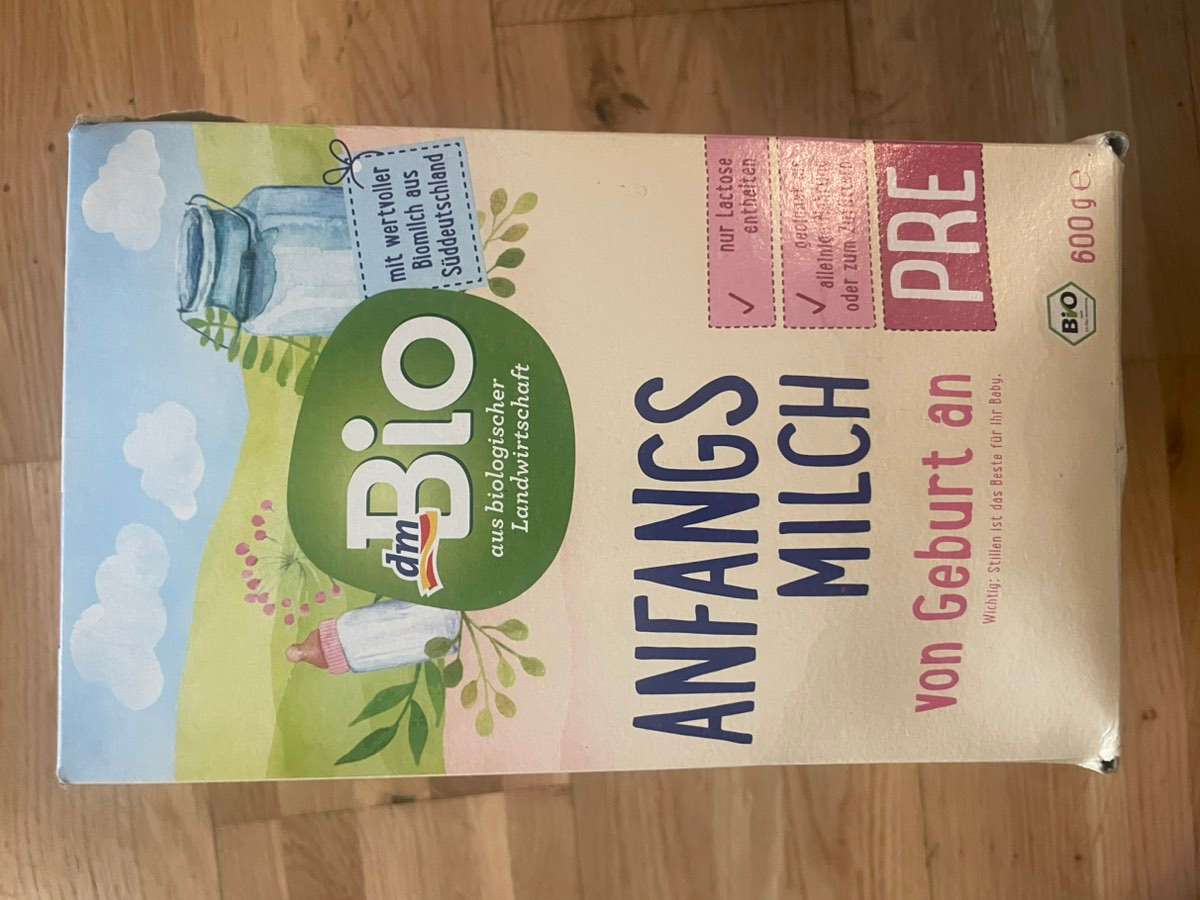 mit wertvoller
Biomilch aus
Süddeutschland
dm
Bio
aus biologischer
Landwirtschaft
nur Lactose
enthalten
oder zum
PRE
ANFANGS
MILCH
von Geburt an
Wichtig: Stillen ist das Beste für Ihr Baby.
BiO
600 g e